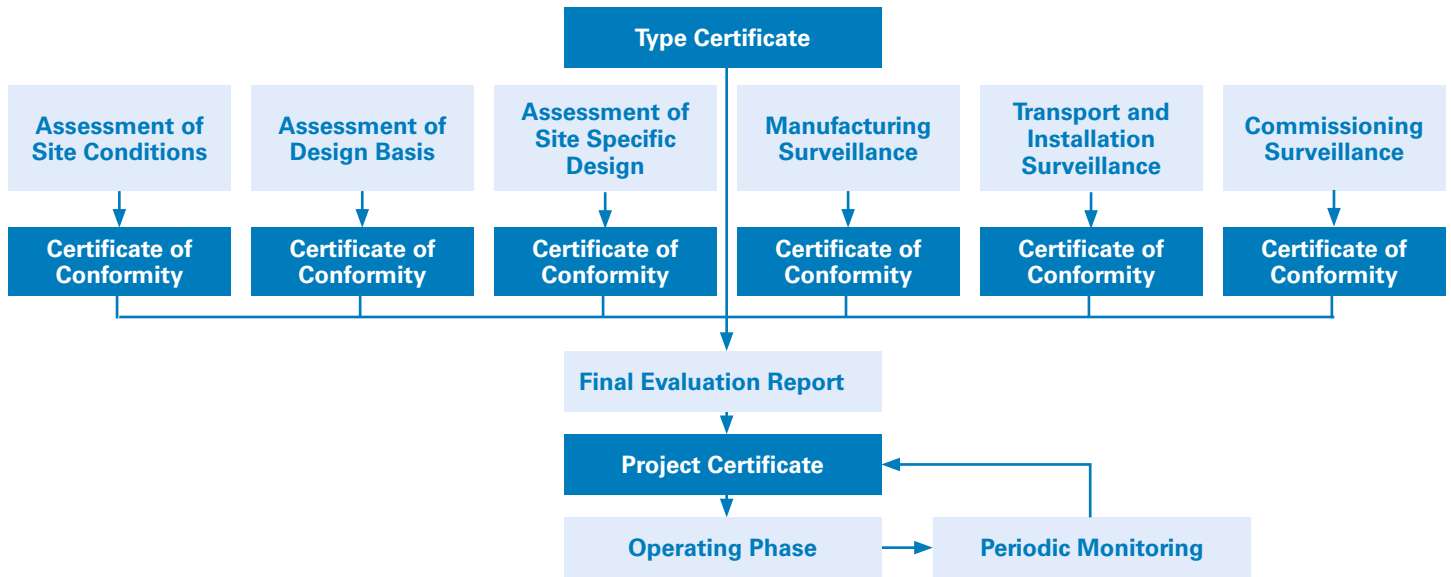 Type Certificate
Assessment of
Site Conditions
Assessment of
Design Basis
Assessment of
Site Specific
Design
Manufacturing
Surveillance
Transport and
Installation
Surveillance
Commissioning
Surveillance
Certificate of
Conformity
Certificate of
Conformity
Certificate of
Conformity
Certificate of
Conformity
Certificate of
Conformity
Certificate of
Conformity
Final Evaluation Report
Project Certificate
Operating Phase
Periodic Monitoring